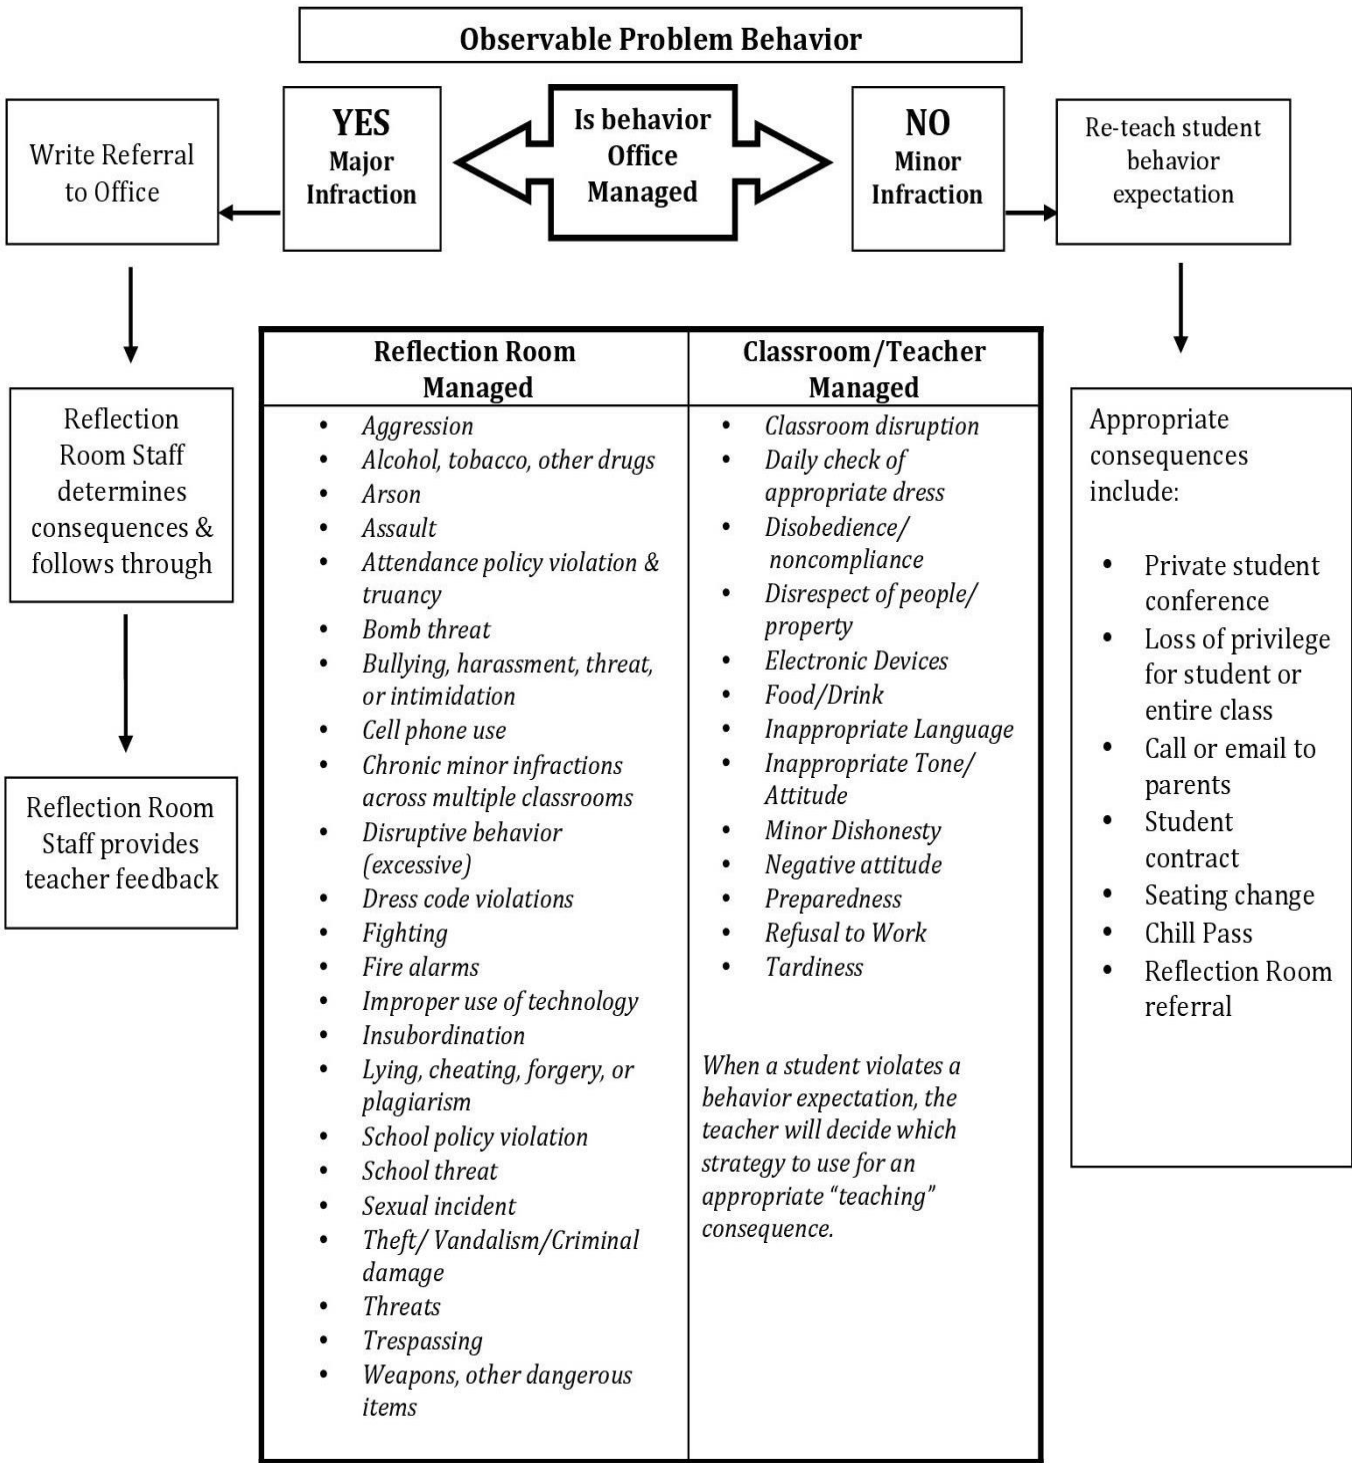 Observable Problem Behavior
Write Referral
to Office
YES
Major
Infraction
Is behavior
Office
Managed
NO
Minor
Infraction
Re-teach student
behavior
expectation
Reflection
Room Staff
determines
consequences &
follows through
Reflection Room
Staff provides
teacher feedback
Reflection Room
Managed
• Aggression
• Alcohol, tobacco, other drugs
• Arson
• Assault
• Attendance policy violation &
truancy
• Bomb threat
• Bullying, harassment, threat,
or intimidation
• Cell phone use
• Chronic minor infractions
across multiple classrooms
• Disruptive behavior
(excessive)
• Dress code violations
• Fighting
• Fire alarms
• Improper use of technology
• Insubordination
• Lying, cheating, forgery, or
plagiarism
• School policy violation
• School threat
• Sexual incident
• Theft/ Vandalism/Criminal
damage
• Threats
• Trespassing
• Weapons, other dangerous
items
Classroom/Teacher
Managed
• Classroom disruption
• Daily check of
appropriate dress
• Disobedience/
noncompliance
• Disrespect of people/
property
• Electronic Devices
• Food/Drink
• Inappropriate Language
• Inappropriate Tone/
Attitude
• Minor Dishonesty
• Negative attitude
• Preparedness
• Refusal to Work
• Tardiness
When a student violates a
behavior expectation, the
teacher will decide which
strategy to use for an
appropriate “teaching”
consequence.
Appropriate
consequences
include:
• Private student
conference
• Loss of privilege
for student or
entire class
• Call or email to
parents
• Student
contract
• Seating change
• Chill Pass
• Reflection Room
referral